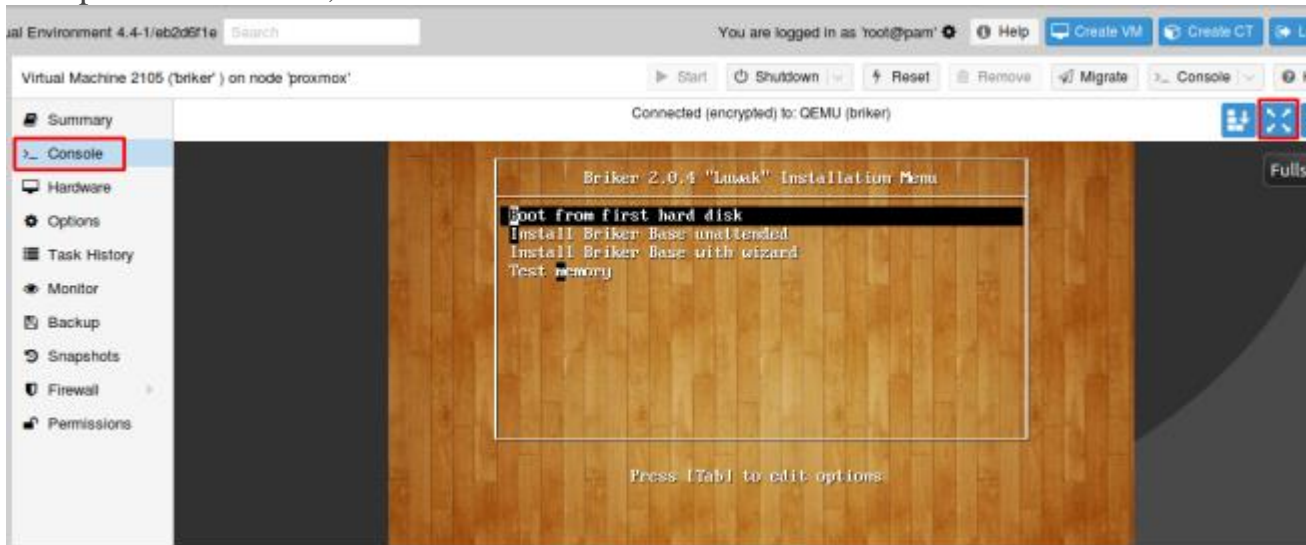 ual Environment 4.4-1/eb2d6f1e Search You are logged in as 'root@pam' Help Create VM Create CT
Virtual Machine 2105 ('briker' ) on node 'proxmox' Start Shutdown Reset Remove Migrate >_ Console
Connected (encrypted) to: QEMU (briker)
Summary
>_ Console
Hardware
Options
Task History
Monitor
Backup
Snapshots
Firewall
Permissions
Fulls
Briker 2.0.4 "Luwak" Installation Menu
Boot from first hard disk
Install Briker Base unattended
Install Briker Base with wizard
Test memory
Press [Tab] to edit options